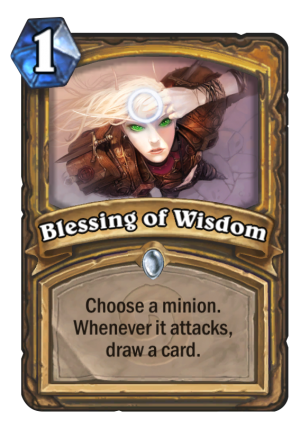 1
Blessing of Wisdom
Choose a minion.
Whenever it attacks,
draw a card.